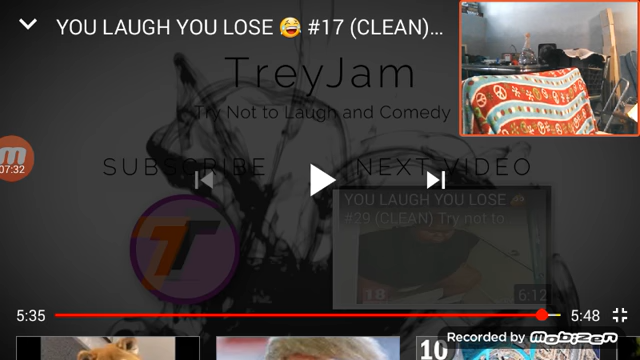 YOU LAUGH YOU LOSE 😂 #17 (CLEAN)...
TreyJam
Try Not to Laugh and Comedy
07:32
SUBSCRIBE
NEXT VIDEO
YOU LAUGH YOU LOSE
#29 (CLEAN) Try not to...
18
6:12
5:35
5:48
10
Recorded by MOBIZEN